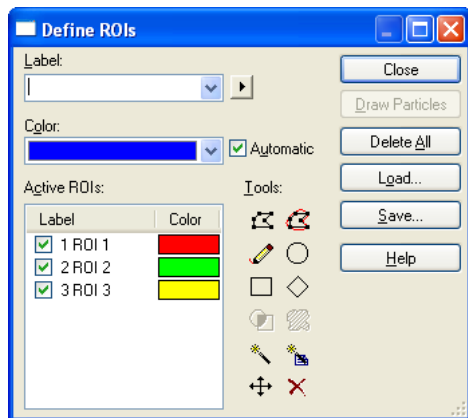 Define ROIs
Label:
Close
Draw Particles
Color:
Automatic
Delete All
Load...
Active ROIs:
Tools:
Save...
Label Color
1 ROI 1
2 ROI 2
3 ROI 3
Help